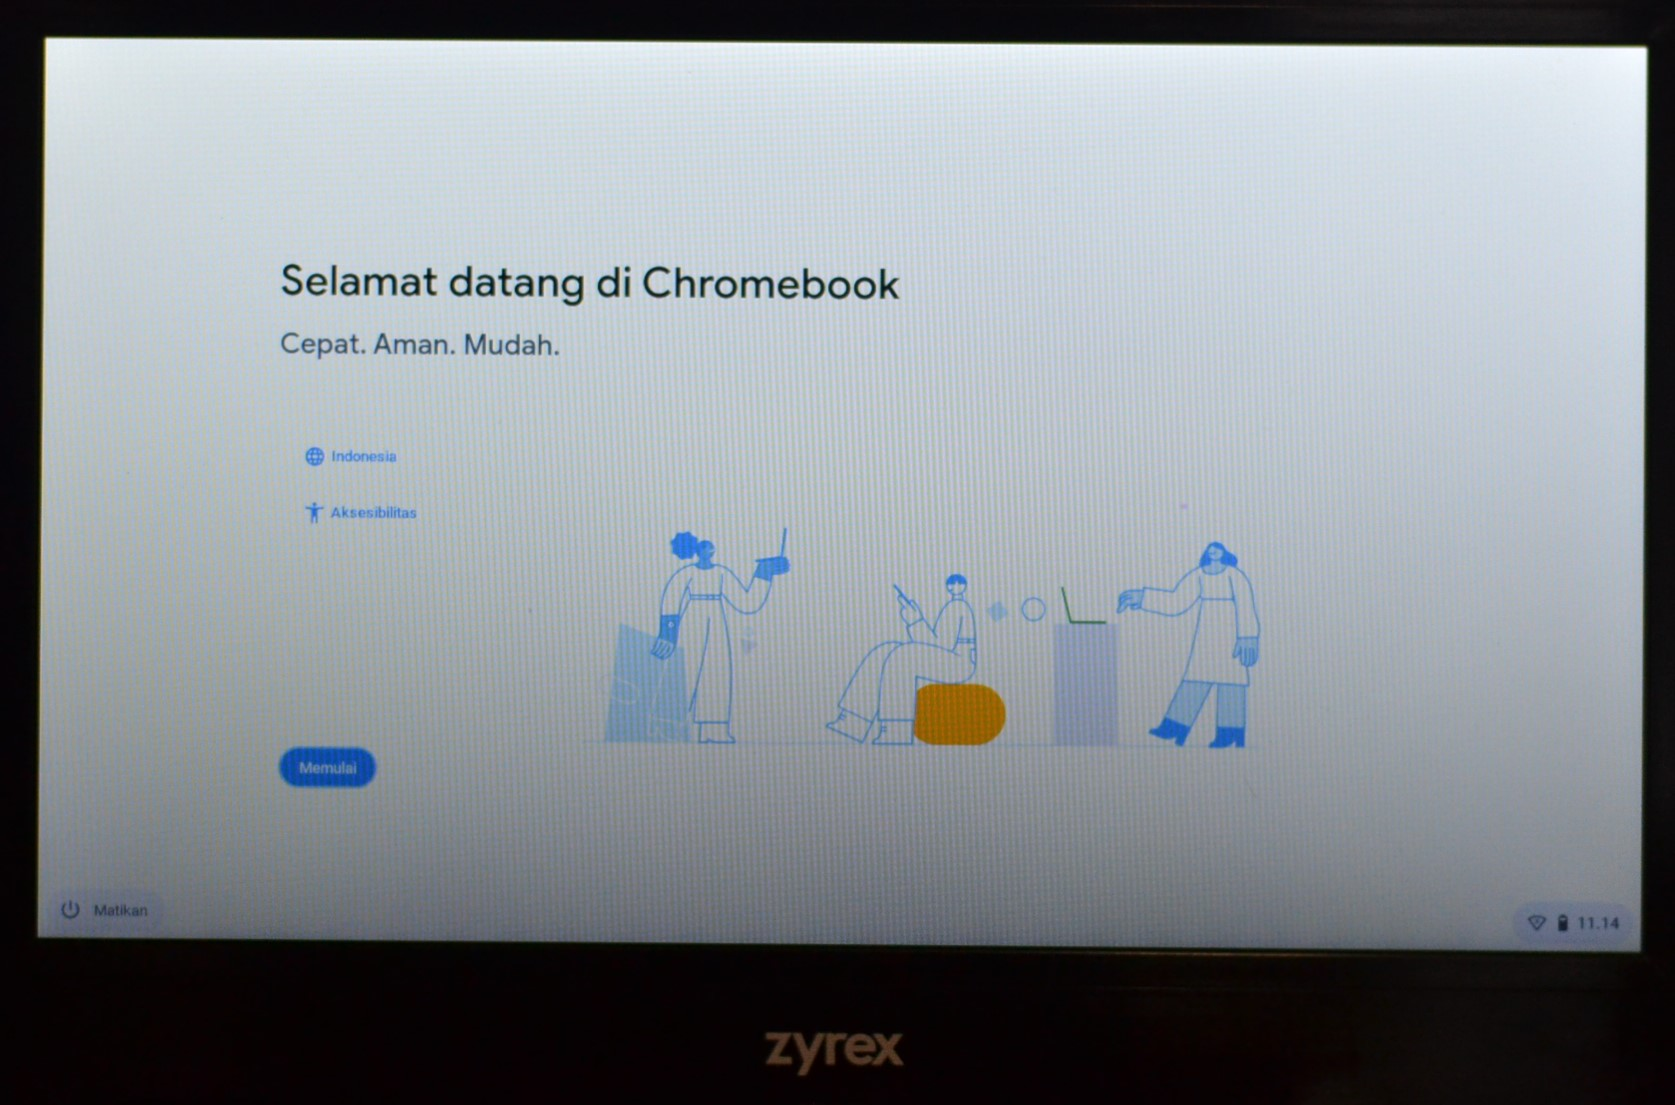 Selamat datang di Chromebook
Cepat. Aman. Mudah.
Indonesia
Aksesibilitas
Memulai
Matikan
11.14
zyrex